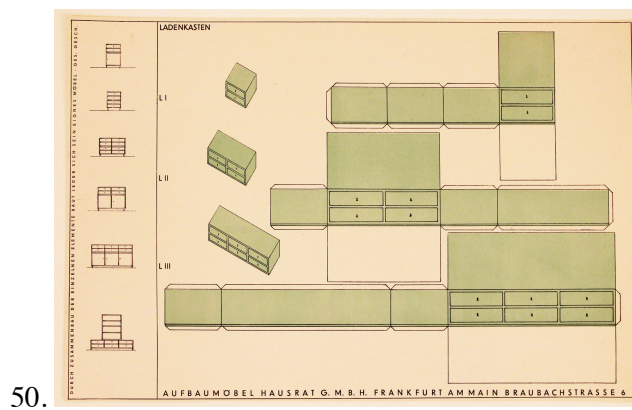 DURCH ZUSAMMENBAU DER EINZELNEN ELEMENTE BAUT JEDER SICH SEIN EIGNES MÖBEL · GES. GESCH.
LADENKASTEN
L I
L II
L III
AUFBAUMÖBEL HAUSRAT G.M.B.H. FRANKFURT AM MAIN BRAUBACHSTRASSE 6
50.